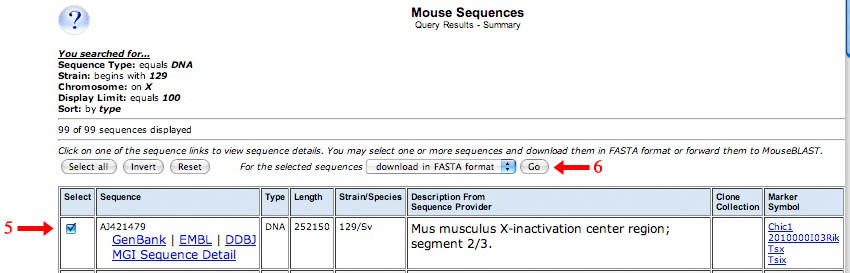 ?
Mouse Sequences
Query Results - Summary
You searched for...
Sequence Type: equals DNA
Strain: begins with 129
Chromosome: on X
Display Limit: equals 100
Sort: by type
99 of 99 sequences displayed
Click on one of the sequence links to view sequence details. You may select one or more sequences and download them in FASTA format or forward them to MouseBLAST.
Select all Invert Reset For the selected sequences download in FASTA format Go 6
Select Sequence Type Length Strain/Species Description From Sequence Provider Clone Collection Marker Symbol
5 AJ421479 DNA 252150 129/Sv Mus musculus X-inactivation center region; segment 2/3. Chic1
GenBank | EMBL | DDBJ 2010000I03Rik
MGI Sequence Detail Tsx
Tsix